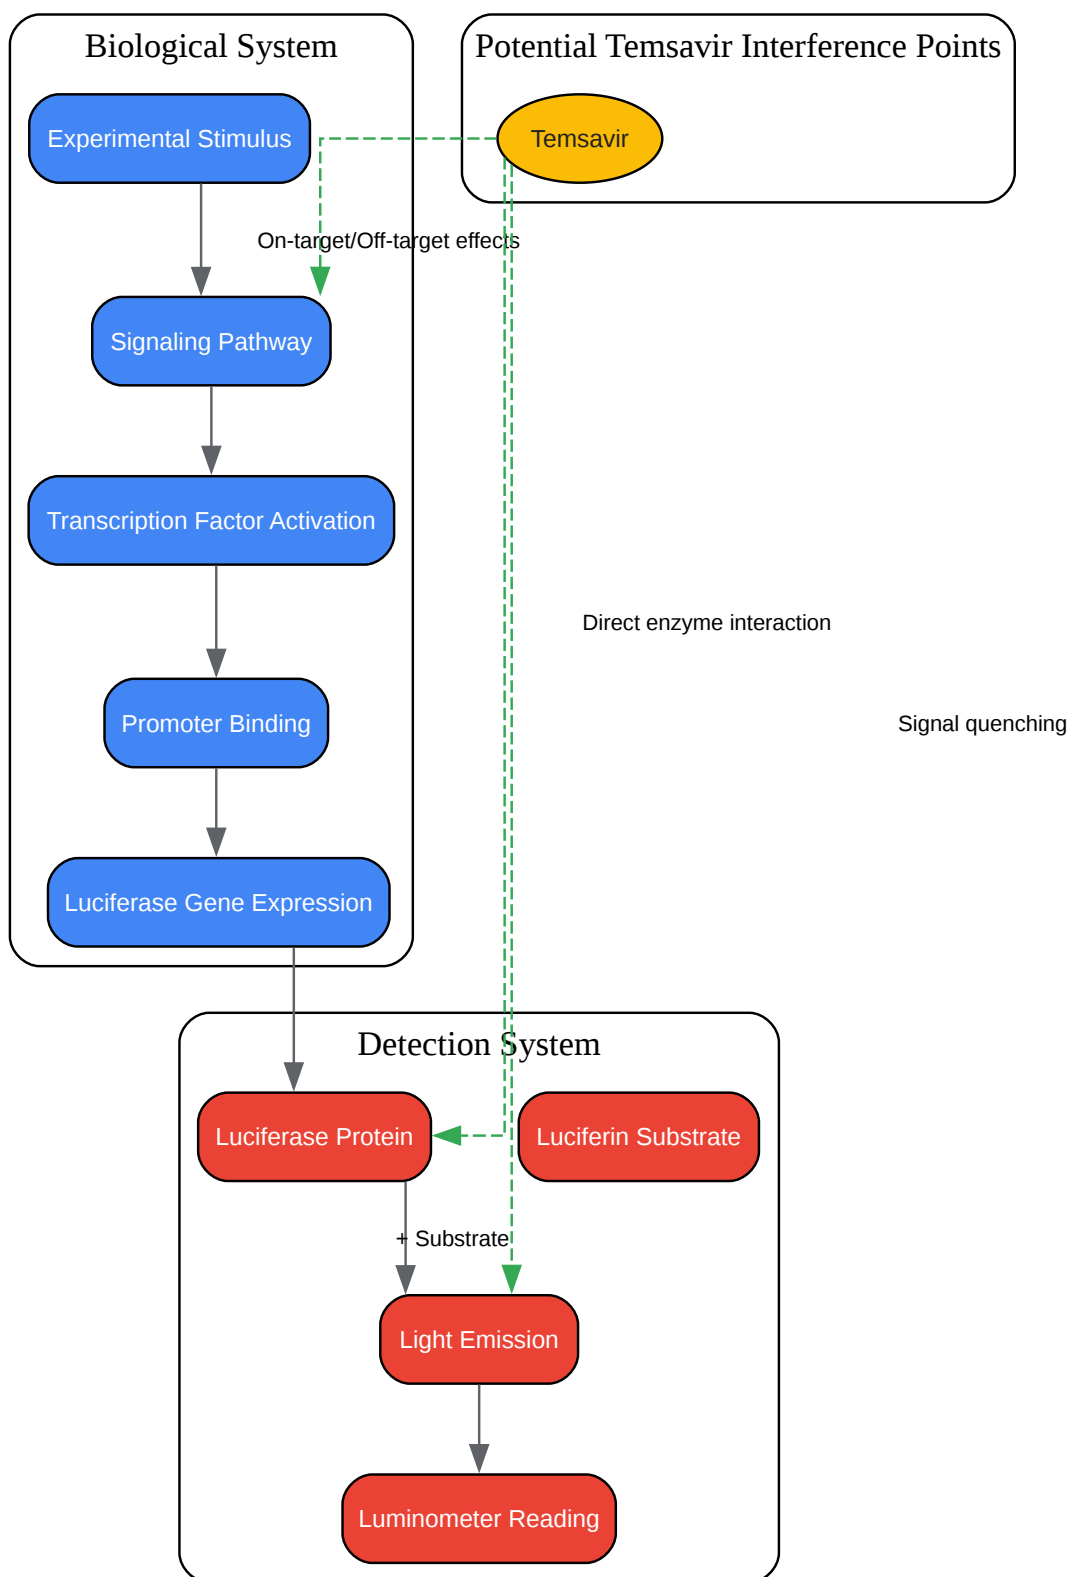 Biological System
Potential Temsavir Interference Points
Experimental Stimulus
Temsavir
On-target/Off-target effects
Signaling Pathway
Transcription Factor Activation
Direct enzyme interaction
Promoter Binding
Signal quenching
Luciferase Gene Expression
Detection System
Luciferase Protein
Luciferin Substrate
+ Substrate
Light Emission
Luminometer Reading